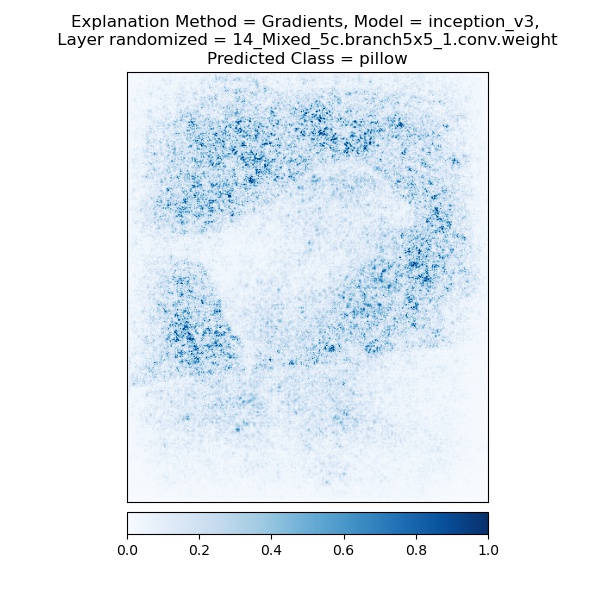 Explanation Method = Gradients, Model = inception_v3,
Layer randomized = 14_Mixed_5c.branch5x5_1.conv.weight
Predicted Class = pillow
0.0 0.2 0.4 0.6 0.8 1.0